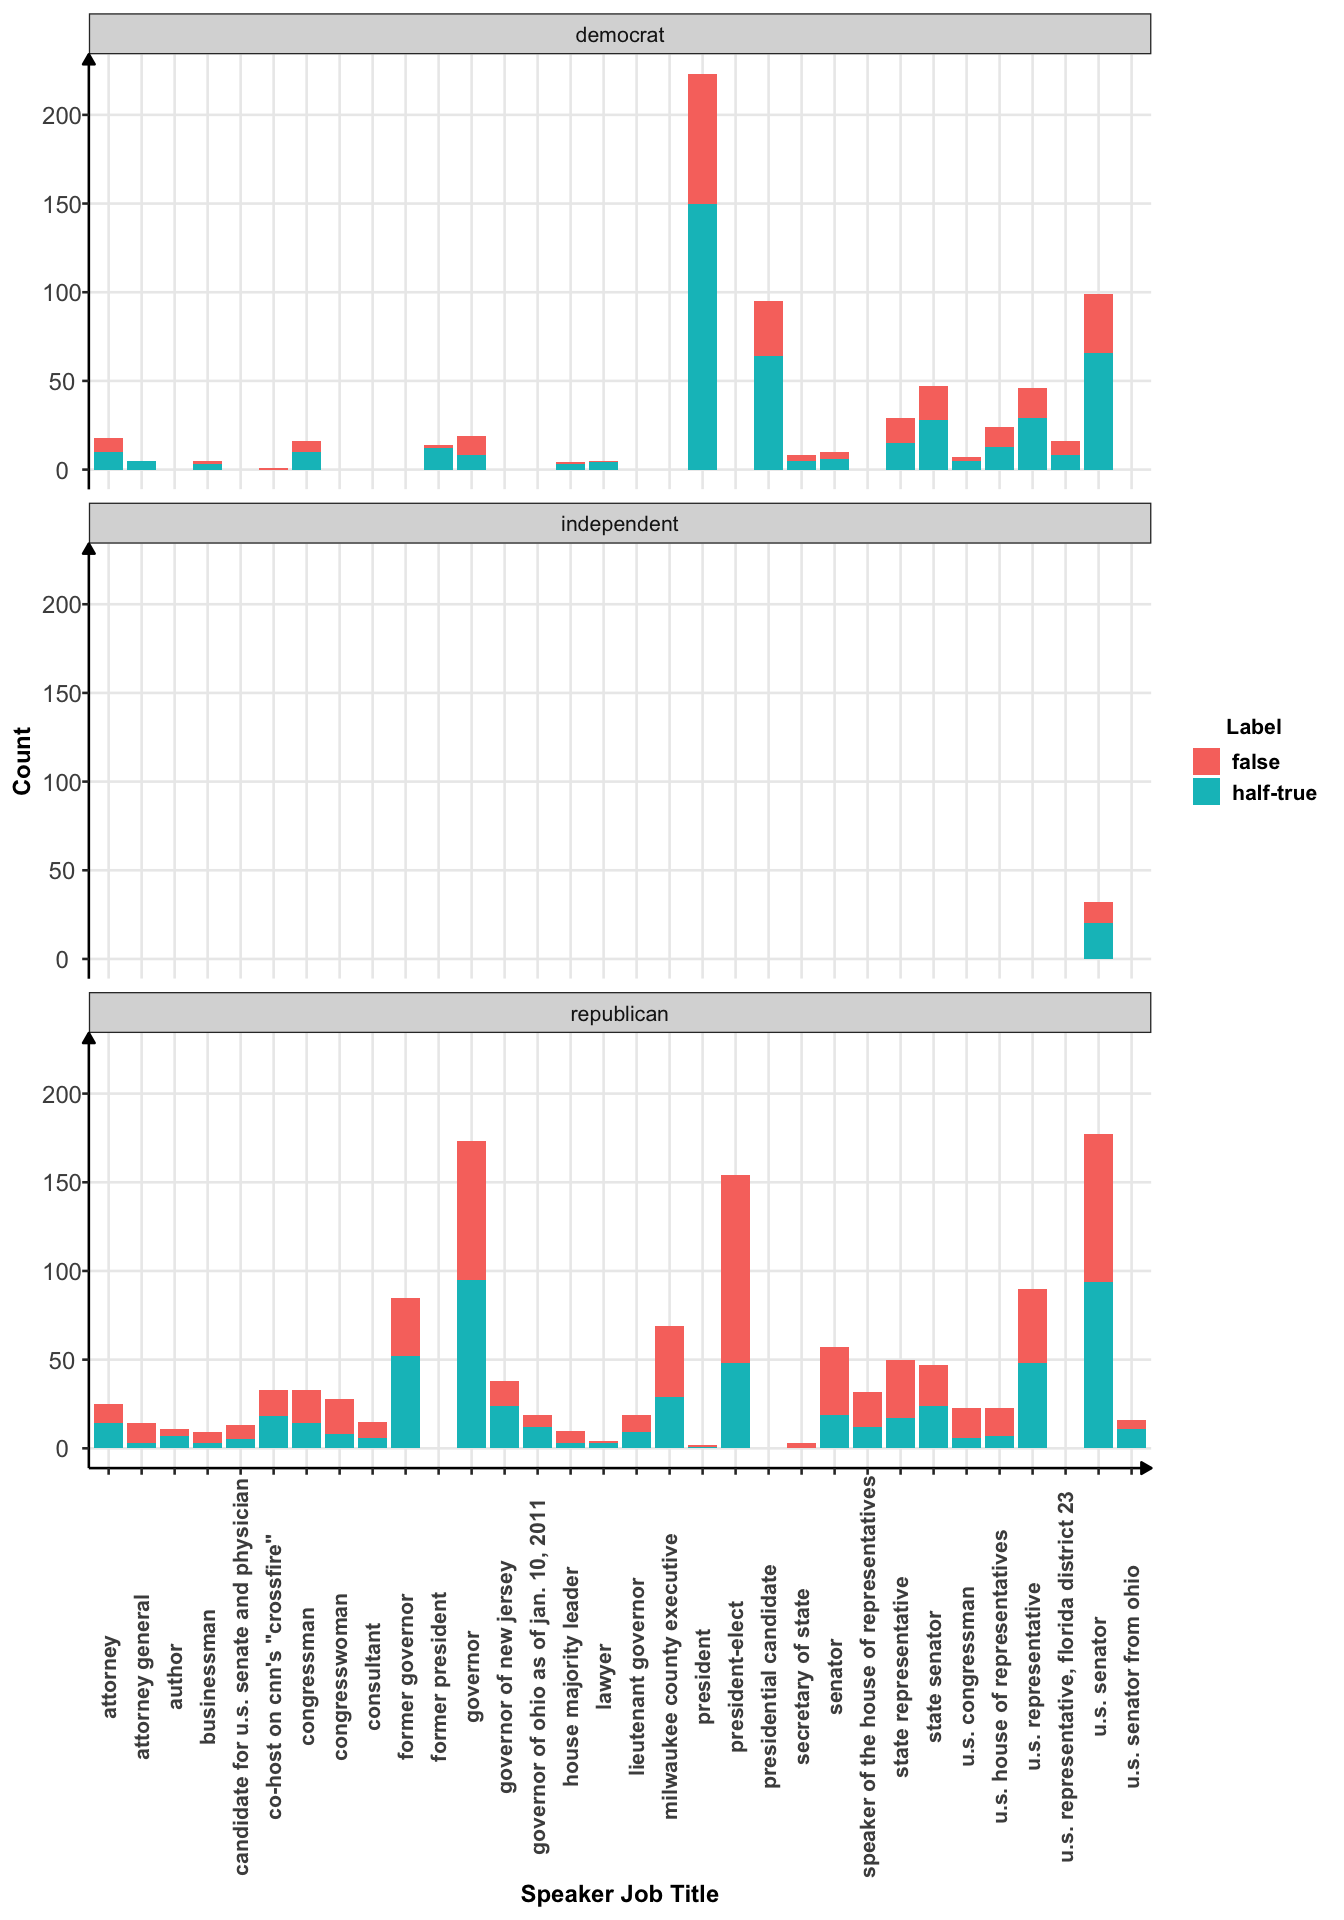 democrat
200
150
100
50
0
independent
200
150
100
50
0
republican
200
150
100
50
0
Count
attorney
attorney general
author
businessman
candidate for u.s. senate and physician
co-host on cnn's "crossfire"
congressman
congresswoman
consultant
former governor
former president
governor
governor of new jersey
governor of ohio as of jan. 10, 2011
house majority leader
lawyer
lieutenant governor
milwaukee county executive
president
president-elect
presidential candidate
secretary of state
senator
speaker of the house of representatives
state representative
state senator
u.s. congressman
u.s. house of representatives
u.s. representative
u.s. representative, florida district 23
u.s. senator
u.s. senator from ohio
Speaker Job Title
Label
false
half-true